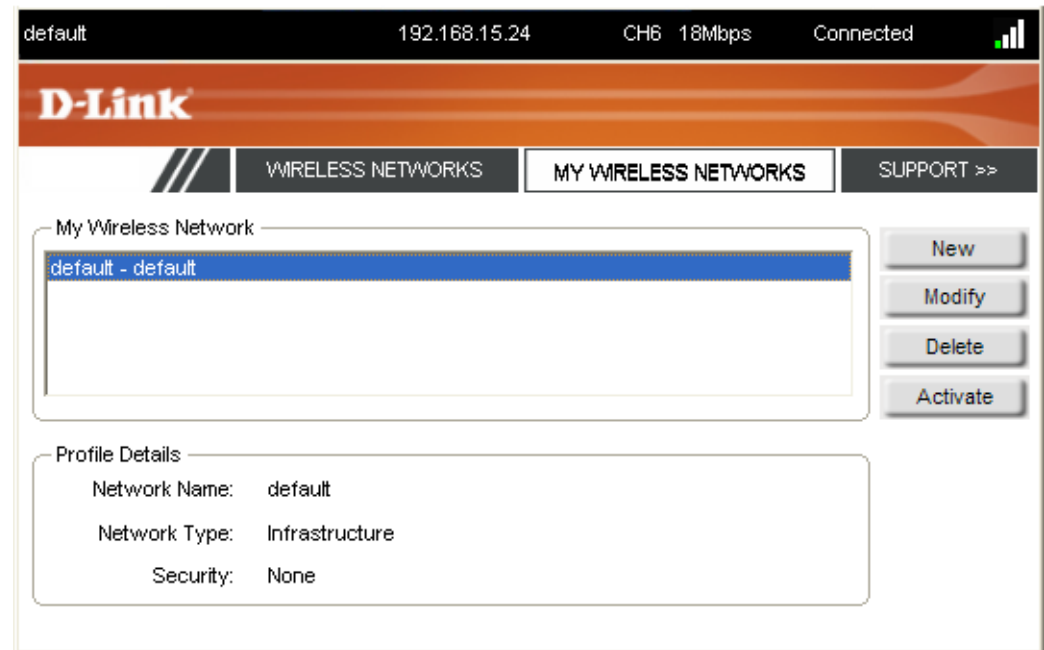 default 192.168.15.24 CH6 18Mbps Connected
D-Link
WIRELESS NETWORKS MY WIRELESS NETWORKS SUPPORT >>
My Wireless Network
default - default
New
Modify
Delete
Activate
Profile Details
Network Name: default
Network Type: Infrastructure
Security: None